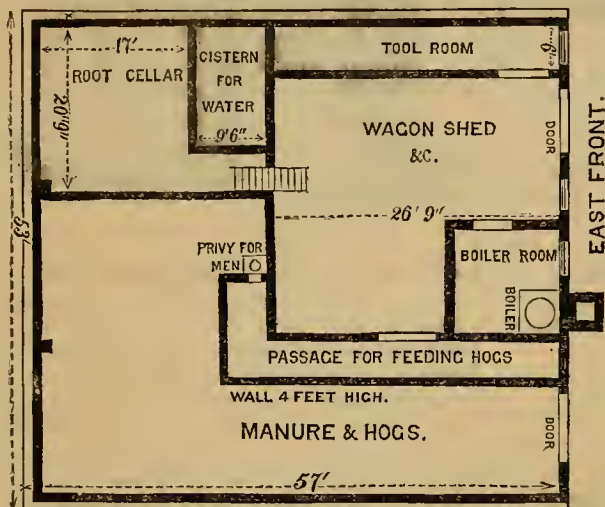 17'
ROOT CELLAR
20'9"
CISTERN
FOR
WATER
9'6"
TOOL ROOM
6'
WAGON SHED
&C.
DOOR
EAST FRONT.
26' 9"
53'
PRIVY FOR
MEN
BOILER ROOM
BOILER
PASSAGE FOR FEEDING HOGS
WALL 4 FEET HIGH.
MANURE & HOGS.
DOOR
57'